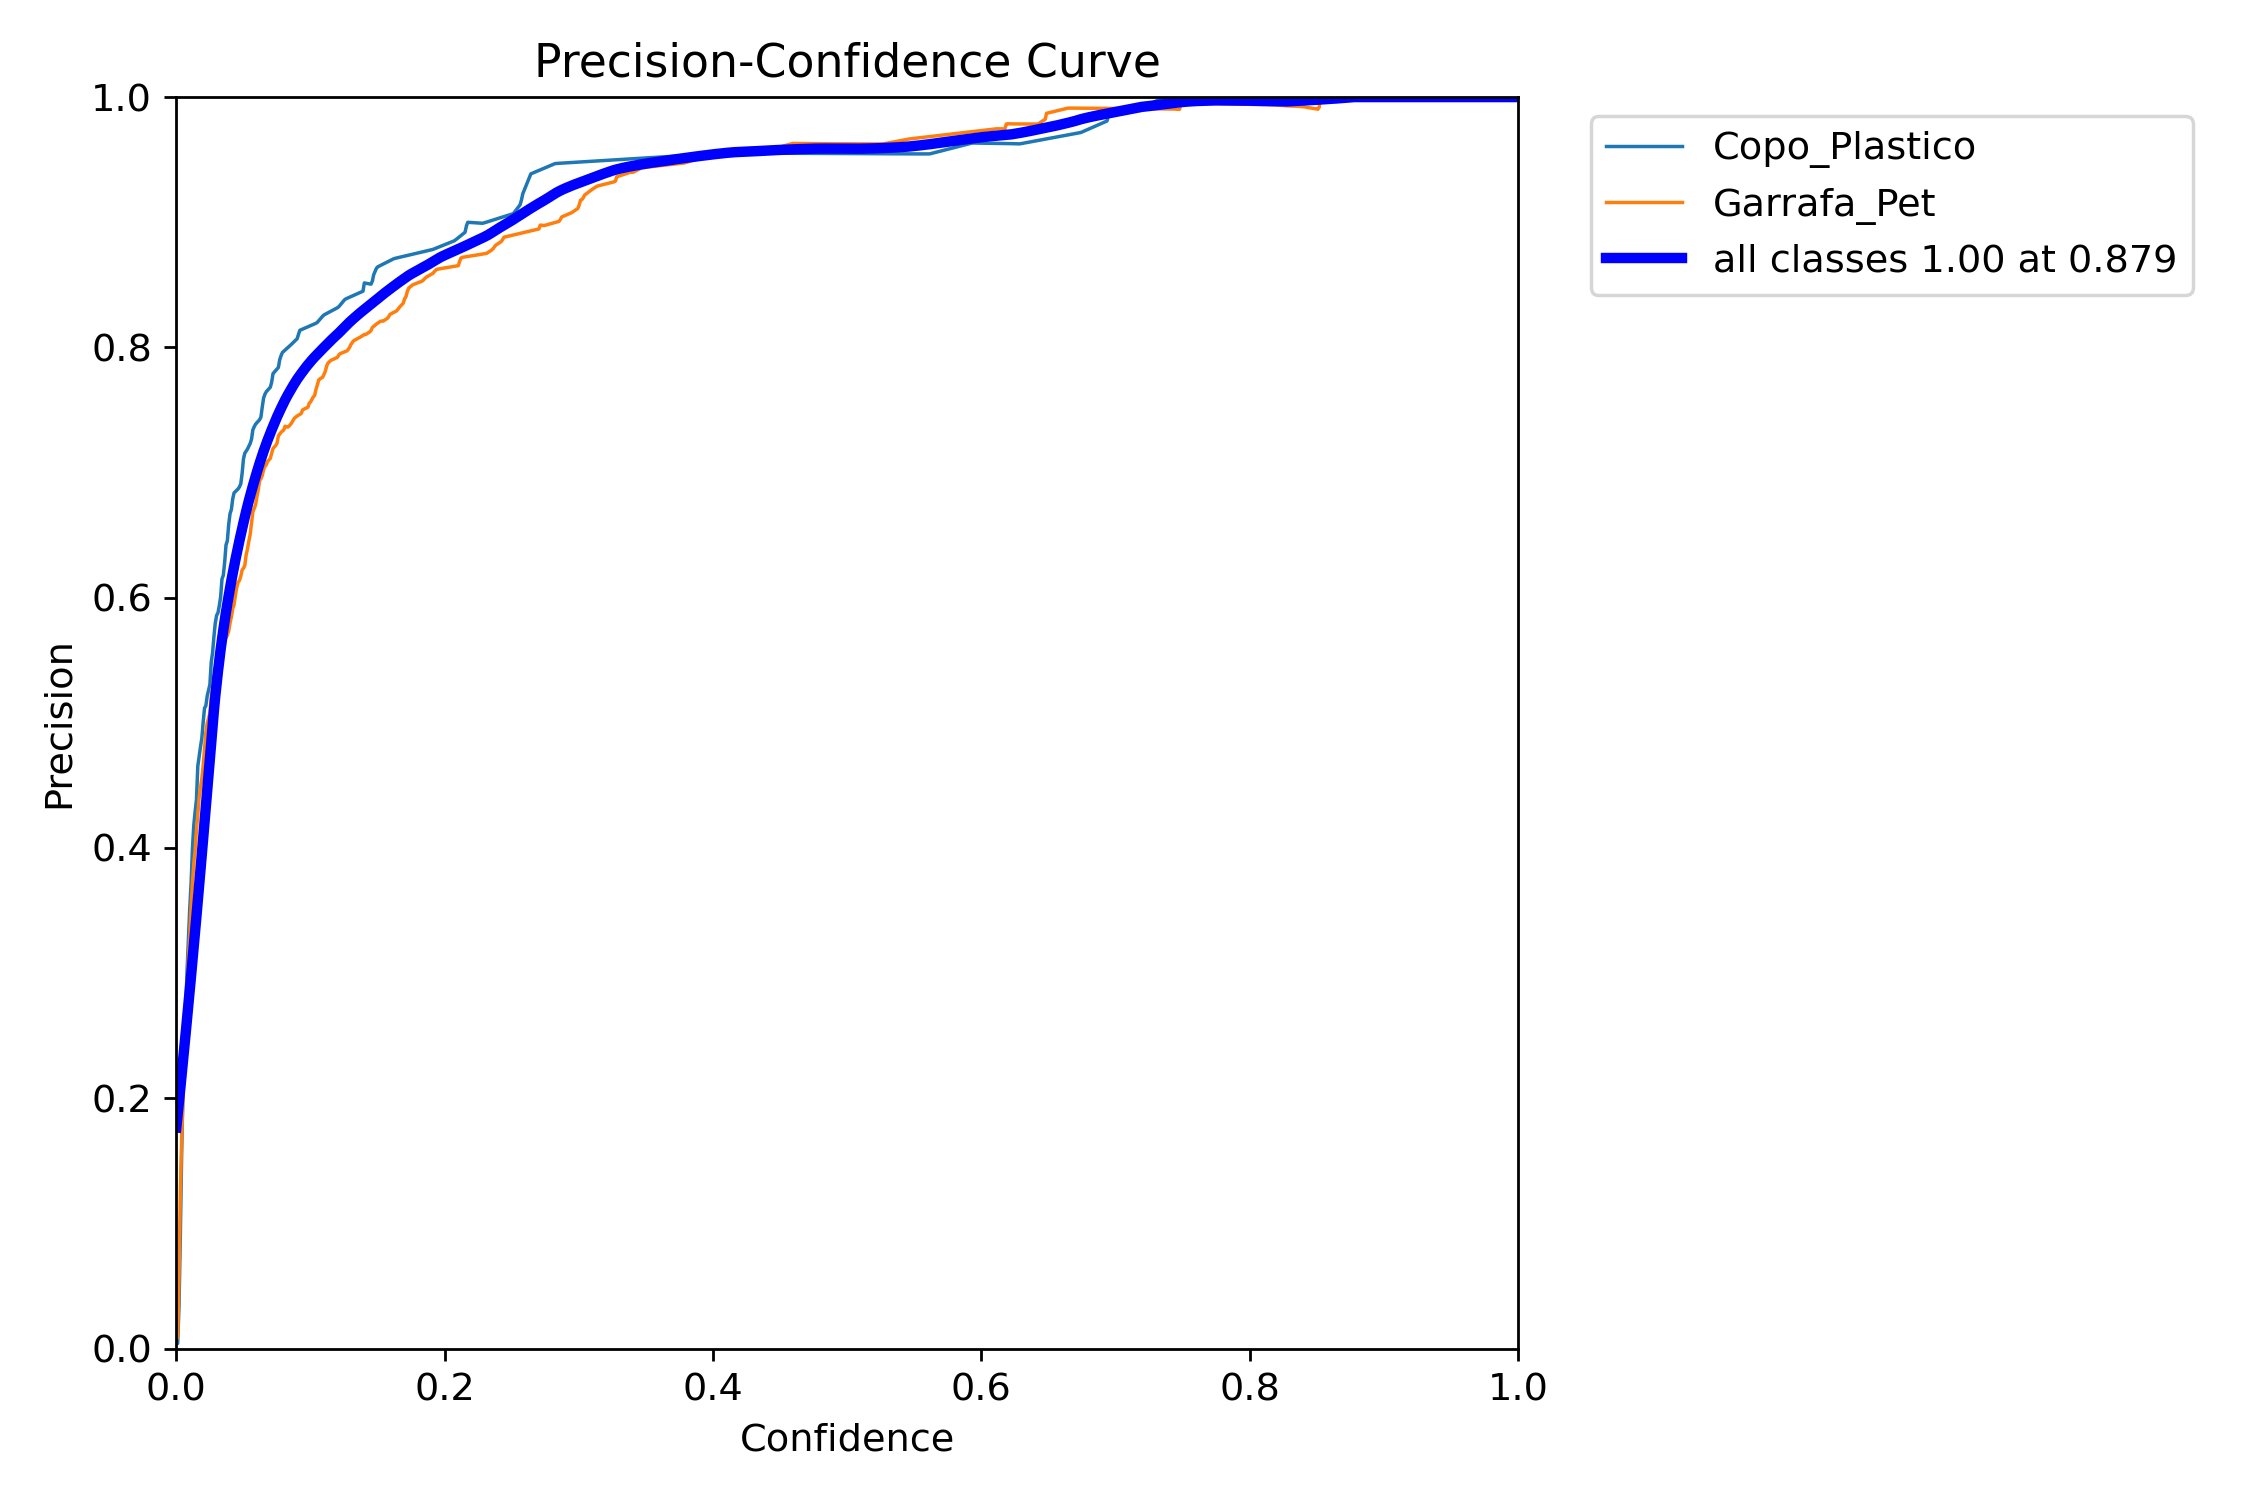 Precision-Confidence Curve
1.0
0.8
0.6
0.4
0.2
0.0
Precision
0.0 0.2 0.4 0.6 0.8 1.0
Confidence
Copo_Plastico
Garrafa_Pet
all classes 1.00 at 0.879